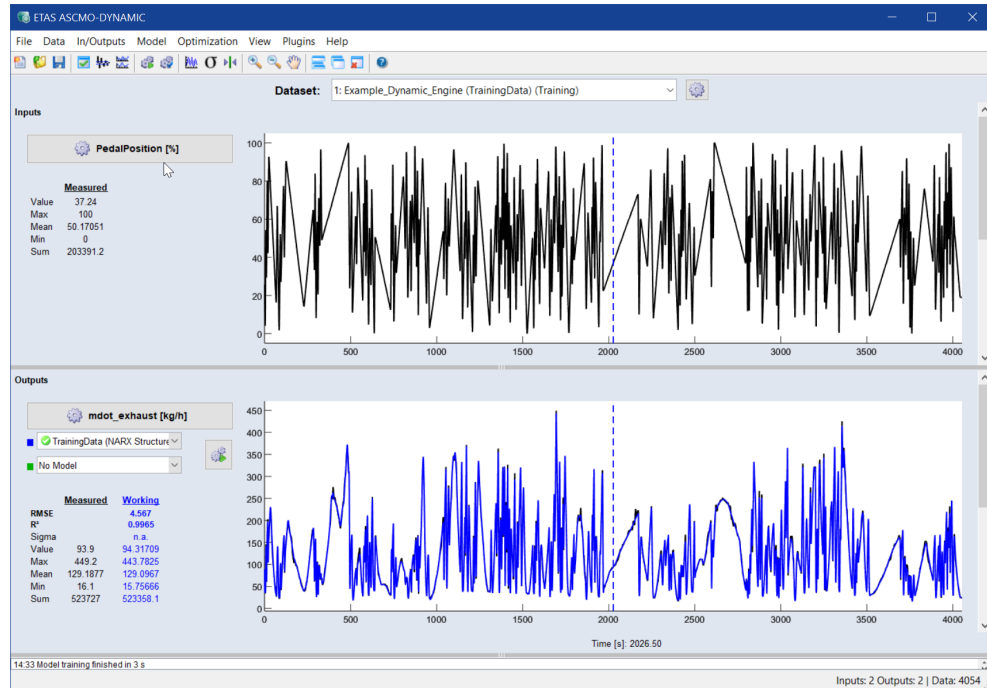 ETAS ASCMO-DYNAMIC
File Data In/Outputs Model Optimization View Plugins Help
Dataset: 1: Example_Dynamic_Engine (TrainingData) (Training)
Inputs
PedalPosition [%]
Measured
Value 37.24
Max 100
Mean 50.17051
Min 0
Sum 203391.2
100
80
60
40
20
0
0 500 1000 1500 2000 2500 3000 3500 4000
Outputs
mdot_exhaust [kg/h]
TrainingData (NARX Structure
No Model
Measured Working
RMSE 4.567
R² 0.9965
Sigma n.a.
Value 93.9 94.31709
Max 449.2 443.7825
Mean 129.1877 129.0967
Min 16.1 15.75666
Sum 523727 523358.1
450
400
350
300
250
200
150
100
50
0
0 500 1000 1500 2000 2500 3000 3500 4000
Time [s]: 2026.50
14:33 Model training finished in 3 s
Inputs: 2 Outputs: 2 | Data: 4054